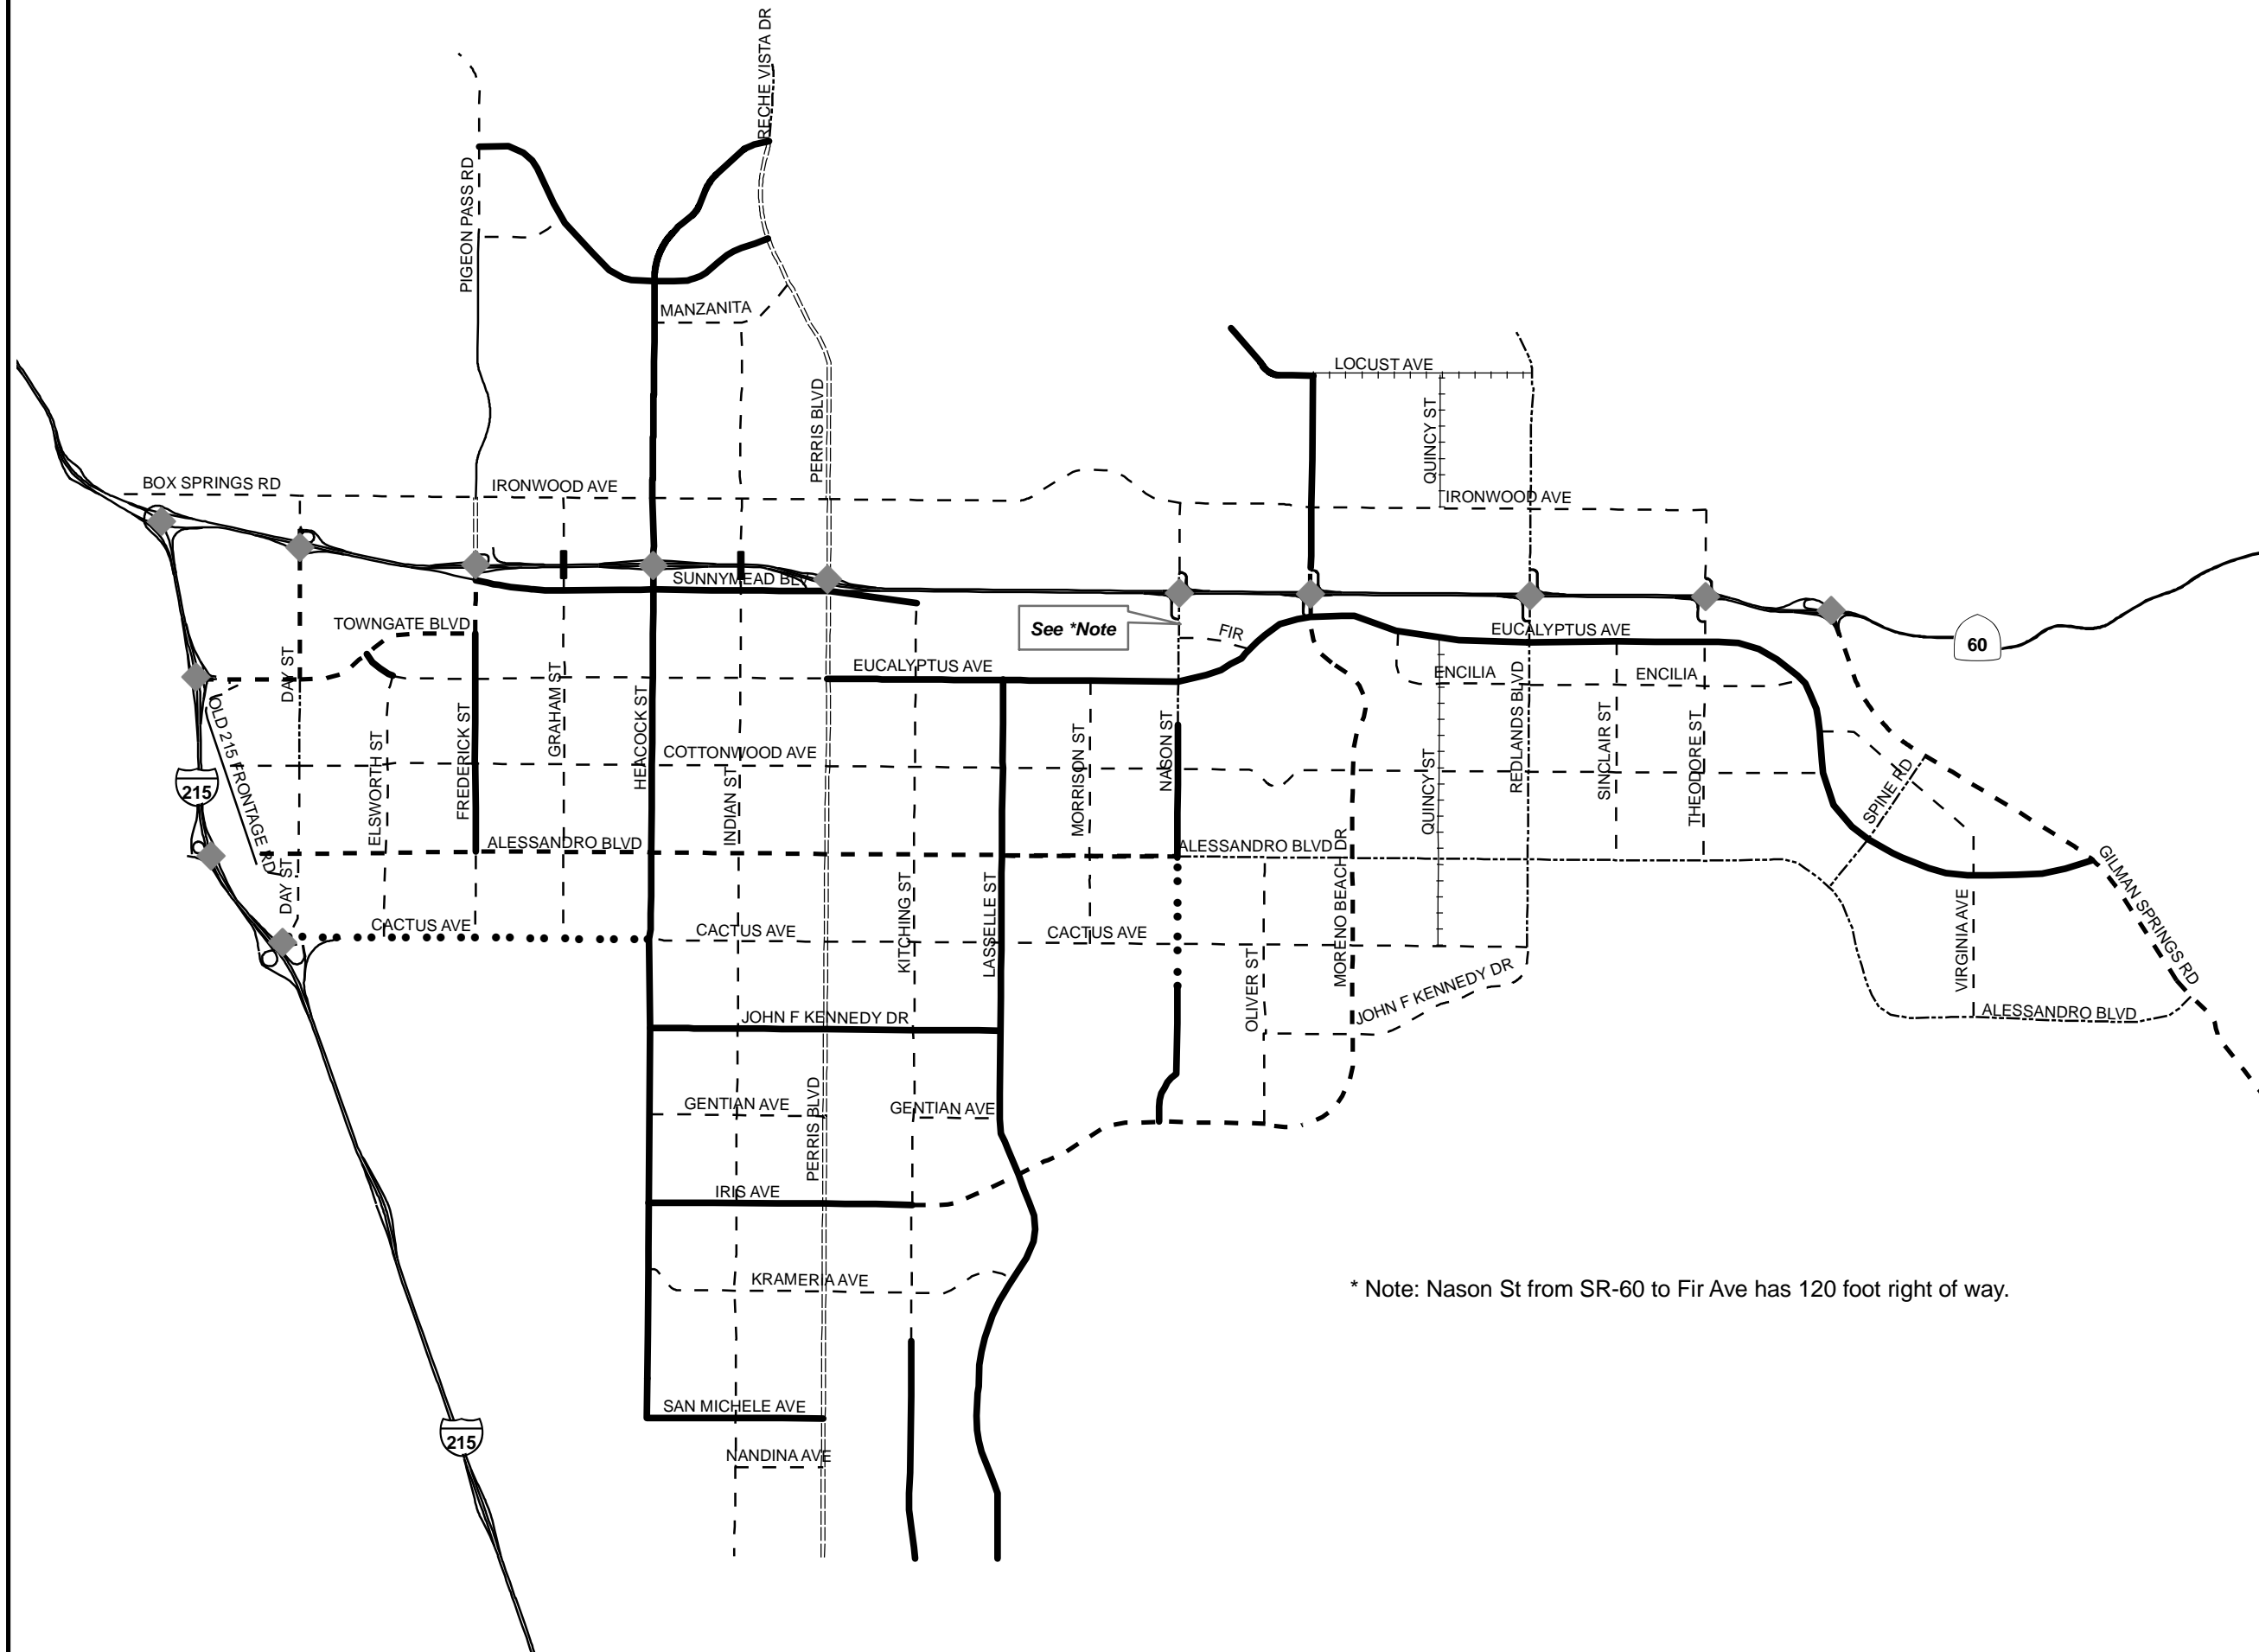 RECHE VISTA DR
PIGEON PASS RD
MANZANITA
PERRIS BLVD
LOCUST AVE
QUINCY ST
BOX SPRINGS RD
IRONWOOD AVE
IRONWOOD AVE
SUNNYMEAD BLV
See *Note
TOWNGATE BLVD
FIR
EUCALYPTUS AVE
60
DAY ST
EUCALYPTUS AVE
ENCILIA
ENCILIA
OLD 215 FRONTAGE RD
FREDERICK ST
GRAHAM ST
HEACOCK ST
REDLANDS BLVD
SINCLAIR ST
THEODORE ST
NASON ST
MORRISON ST
COTTONWOOD AVE
ELSWORTH ST
INDIAN ST
QUINCY ST
SPINE RD
215
ALESSANDRO BLVD
ALESSANDRO BLVD
MORENO BEACH DR
GILMAN SPRINGS RD
DAY ST
KITCHING ST
LASSELLE ST
CACTUS AVE
CACTUS AVE
CACTUS AVE
VIRGINIA AVE
OLIVER ST
JOHN F KENNEDY DR
JOHN F KENNEDY DR
ALESSANDRO BLVD
GENTIAN AVE
GENTIAN AVE
PERRIS BLVD
IRIS AVE
KRAMERIA AVE
* Note: Nason St from SR-60 to Fir Ave has 120 foot right of way.
SAN MICHELE AVE
215
NANDINA AVE